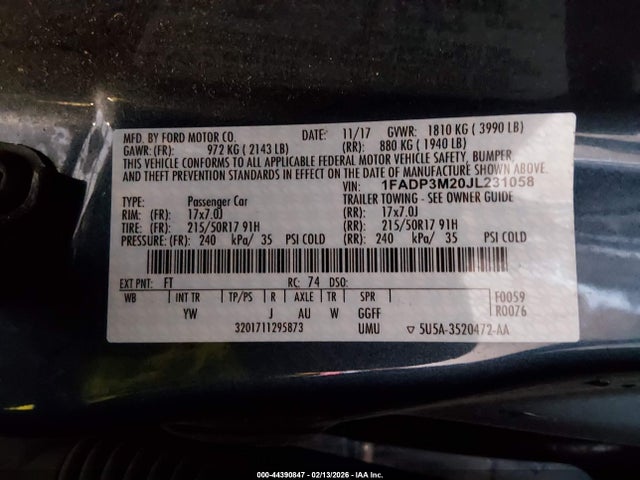 MFD. BY FORD MOTOR CO. DATE: 11/17 GVWR: 1810 KG ( 3990 LB)
GAWR: (FR): 972 KG ( 2143 LB) (RR): 880 KG ( 1940 LB)
THIS VEHICLE CONFORMS TO ALL APPLICABLE FEDERAL MOTOR VEHICLE SAFETY, BUMPER,
AND THEFT PREVENTION STANDARDS IN EFFECT ON THE DATE OF MANUFACTURE SHOWN ABOVE.
VIN: 1FADP3M20JL231058
TYPE: Passenger Car TRAILER TOWING - SEE OWNER GUIDE
RIM: (FR) 17x7.0J (RR): 17x7.0J
TIRE: (FR) 215/50R17 91H (RR): 215/50R17 91H
PRESSURE: (FR) 240 kPa/ 35 PSI COLD (RR): 240 kPa/ 35 PSI COLD
EXT PNT: FT RC: 74 DSO:
WB INT TR TP/PS R AXLE TR SPR F0059
YW J AU W GGFF R0076
3201711295873 UMU ▽ 5U5A-3520472-AA
000-44390847 - 02/13/2026 - IAA Inc.